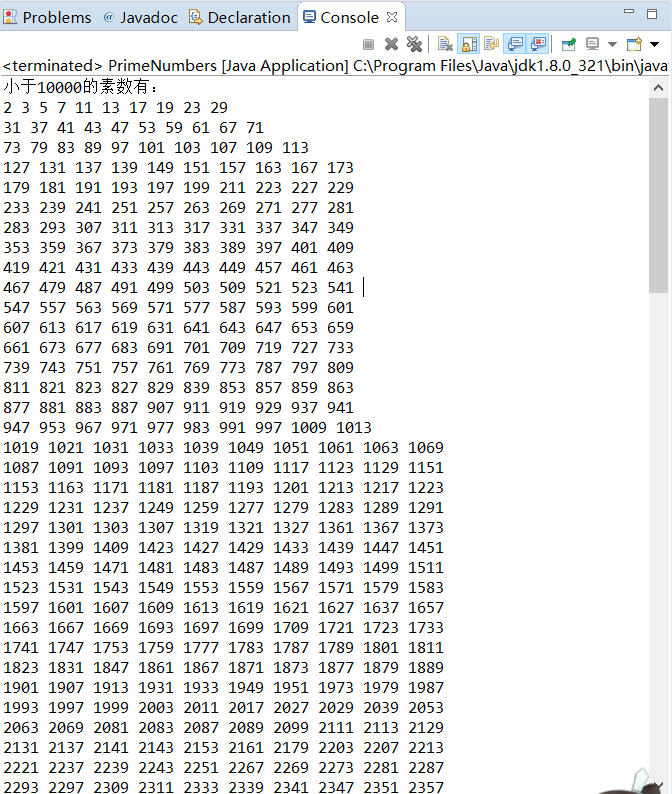 Problems Javadoc Declaration Console
<terminated> PrimeNumbers [Java Application] C:\Program Files\Java\jdk1.8.0_321\bin\java
小于10000的素数有：
2 3 5 7 11 13 17 19 23 29
31 37 41 43 47 53 59 61 67 71
73 79 83 89 97 101 103 107 109 113
127 131 137 139 149 151 157 163 167 173
179 181 191 193 197 199 211 223 227 229
233 239 241 251 257 263 269 271 277 281
283 293 307 311 313 317 331 337 347 349
353 359 367 373 379 383 389 397 401 409
419 421 431 433 439 443 449 457 461 463
467 479 487 491 499 503 509 521 523 541
547 557 563 569 571 577 587 593 599 601
607 613 617 619 631 641 643 647 653 659
661 673 677 683 691 701 709 719 727 733
739 743 751 757 761 769 773 787 797 809
811 821 823 827 829 839 853 857 859 863
877 881 883 887 907 911 919 929 937 941
947 953 967 971 977 983 991 997 1009 1013
1019 1021 1031 1033 1039 1049 1051 1061 1063 1069
1087 1091 1093 1097 1103 1109 1117 1123 1129 1151
1153 1163 1171 1181 1187 1193 1201 1213 1217 1223
1229 1231 1237 1249 1259 1277 1279 1283 1289 1291
1297 1301 1303 1307 1319 1321 1327 1361 1367 1373
1381 1399 1409 1423 1427 1429 1433 1439 1447 1451
1453 1459 1471 1481 1483 1487 1489 1493 1499 1511
1523 1531 1543 1549 1553 1559 1567 1571 1579 1583
1597 1601 1607 1609 1613 1619 1621 1627 1637 1657
1663 1667 1669 1693 1697 1699 1709 1721 1723 1733
1741 1747 1753 1759 1777 1783 1787 1789 1801 1811
1823 1831 1847 1861 1867 1871 1873 1877 1879 1889
1901 1907 1913 1931 1933 1949 1951 1973 1979 1987
1993 1997 1999 2003 2011 2017 2027 2029 2039 2053
2063 2069 2081 2083 2087 2089 2099 2111 2113 2129
2131 2137 2141 2143 2153 2161 2179 2203 2207 2213
2221 2237 2239 2243 2251 2267 2269 2273 2281 2287
2293 2297 2309 2311 2333 2339 2341 2347 2351 2357